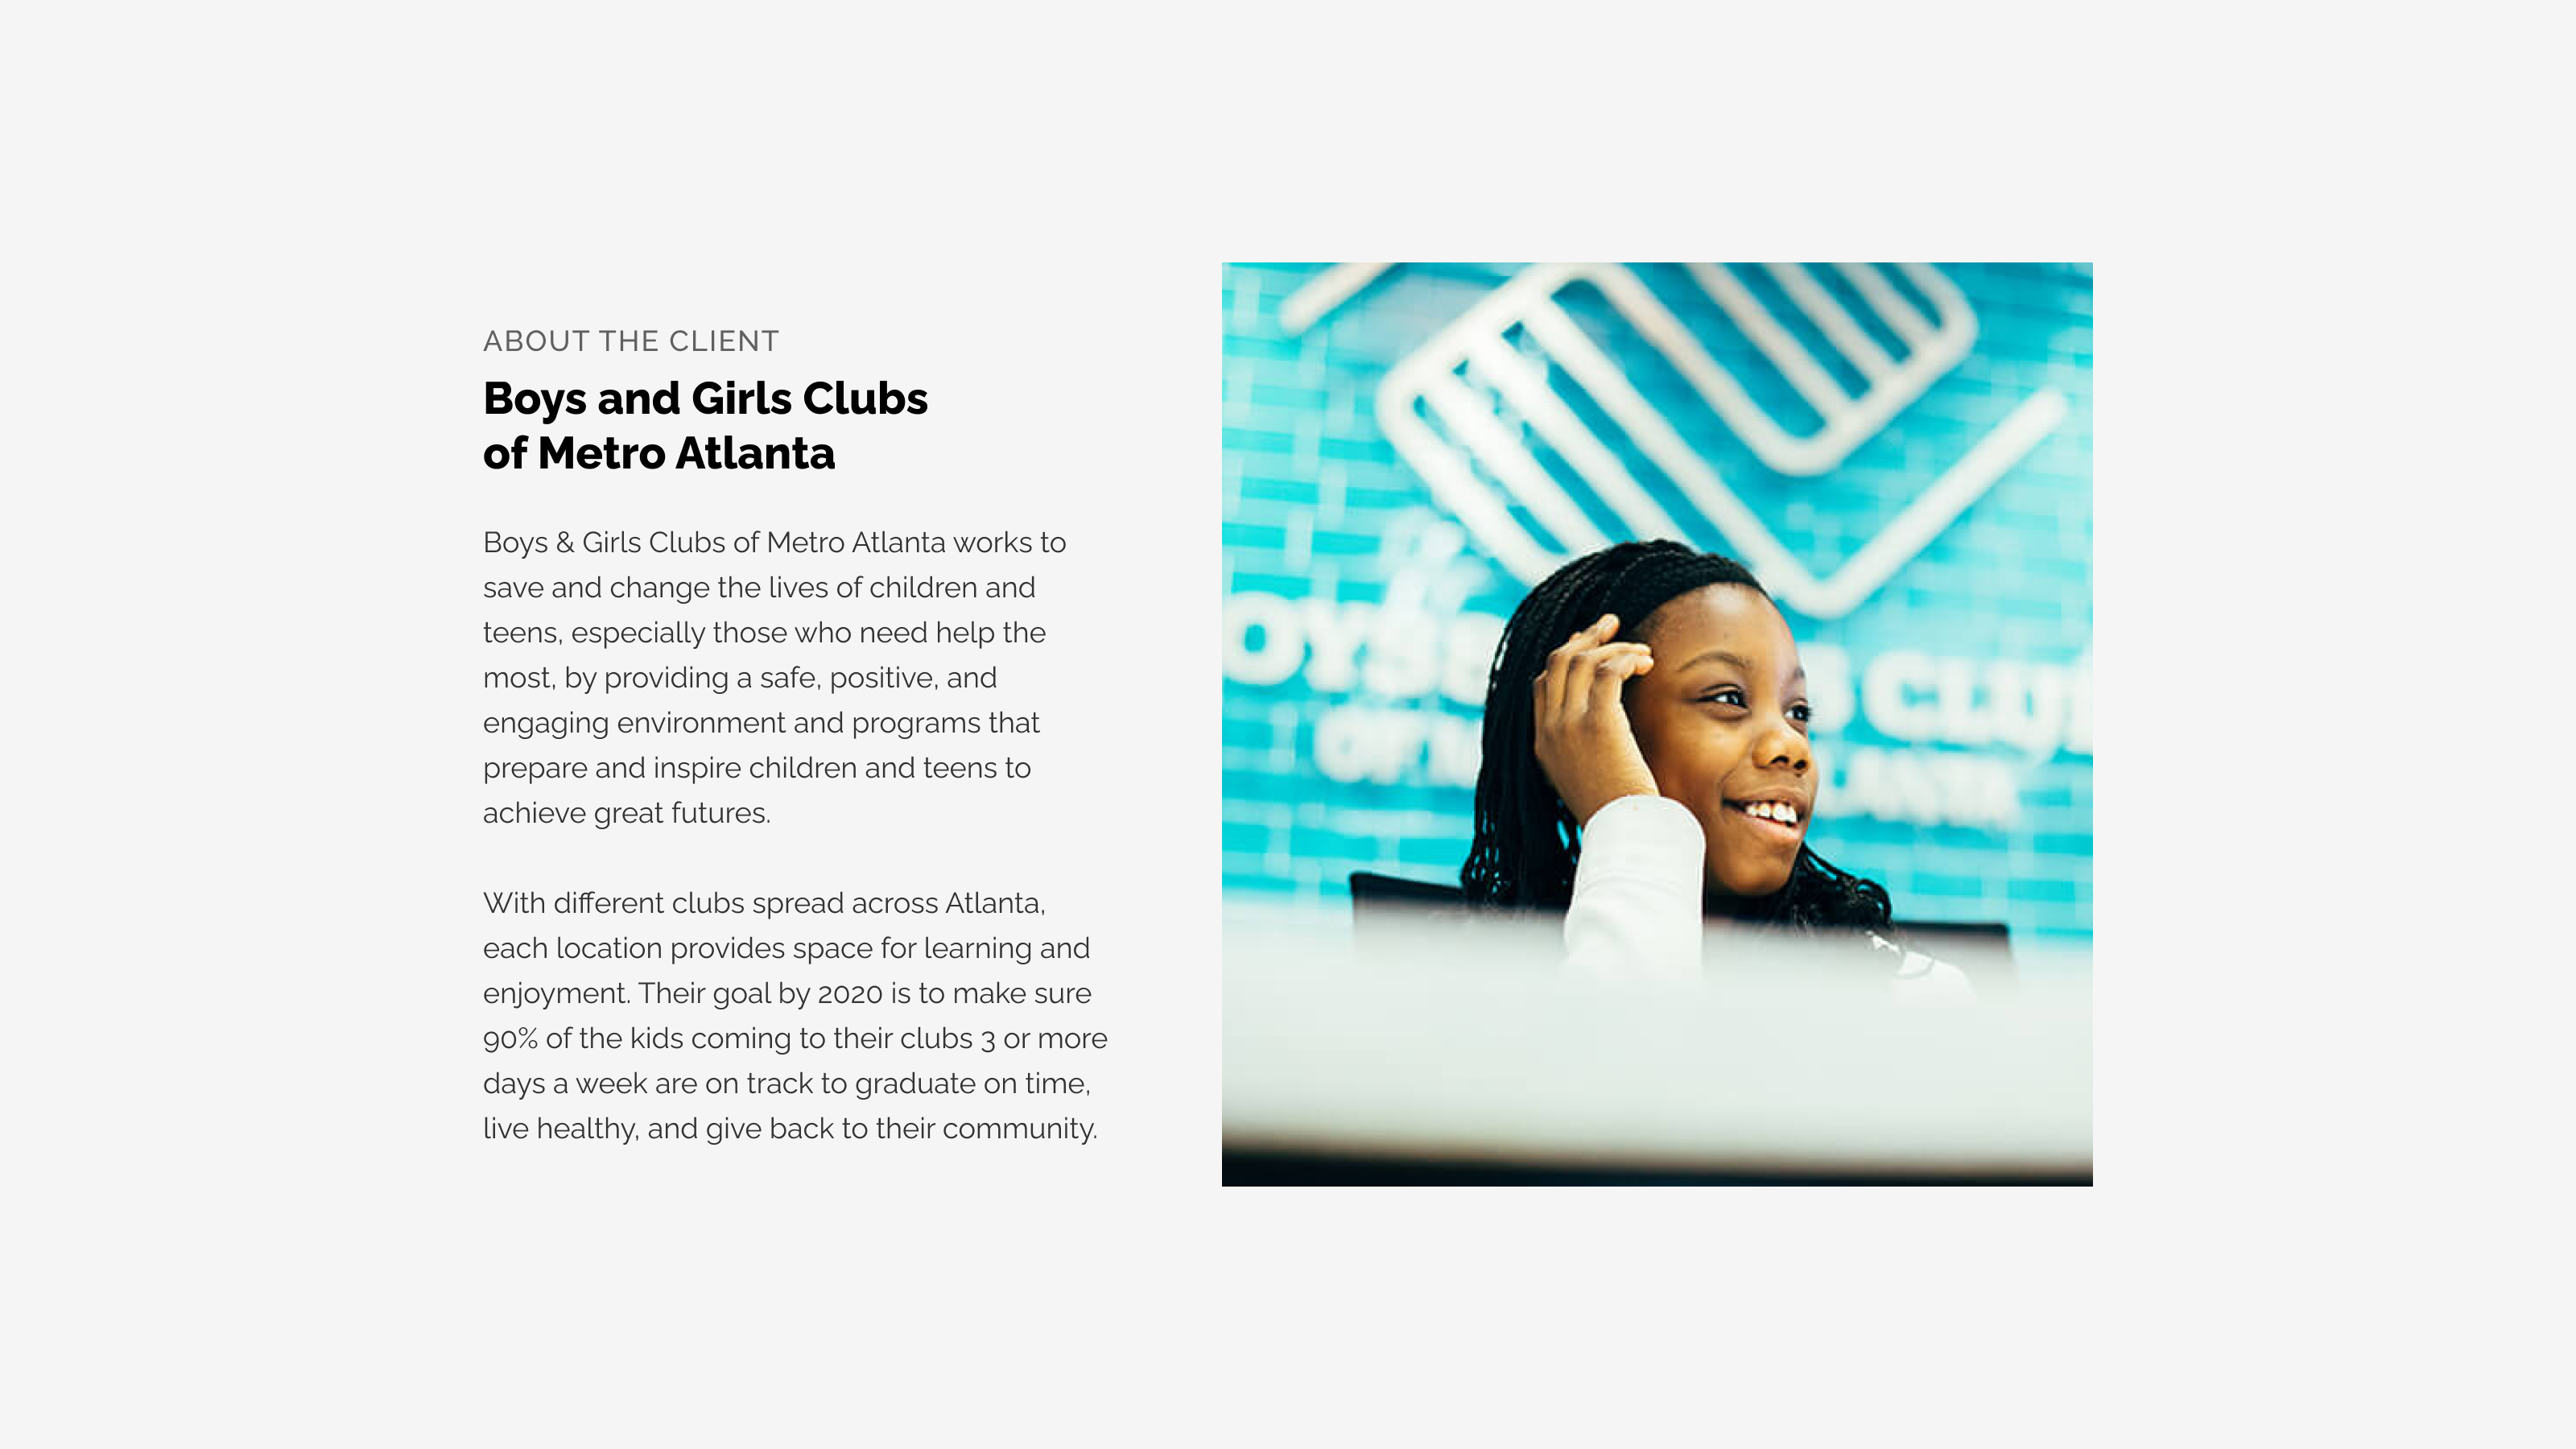 ABOUT THE CLIENT
Boys and Girls Clubs
of Metro Atlanta
Boys & Girls Clubs of Metro Atlanta works to
save and change the lives of children and
teens, especially those who need help the
most, by providing a safe, positive, and
engaging environment and programs that
prepare and inspire children and teens to
achieve great futures.
With different clubs spread across Atlanta,
each location provides space for learning and
enjoyment. Their goal by 2020 is to make sure
90% of the kids coming to their clubs 3 or more
days a week are on track to graduate on time,
live healthy, and give back to their community.